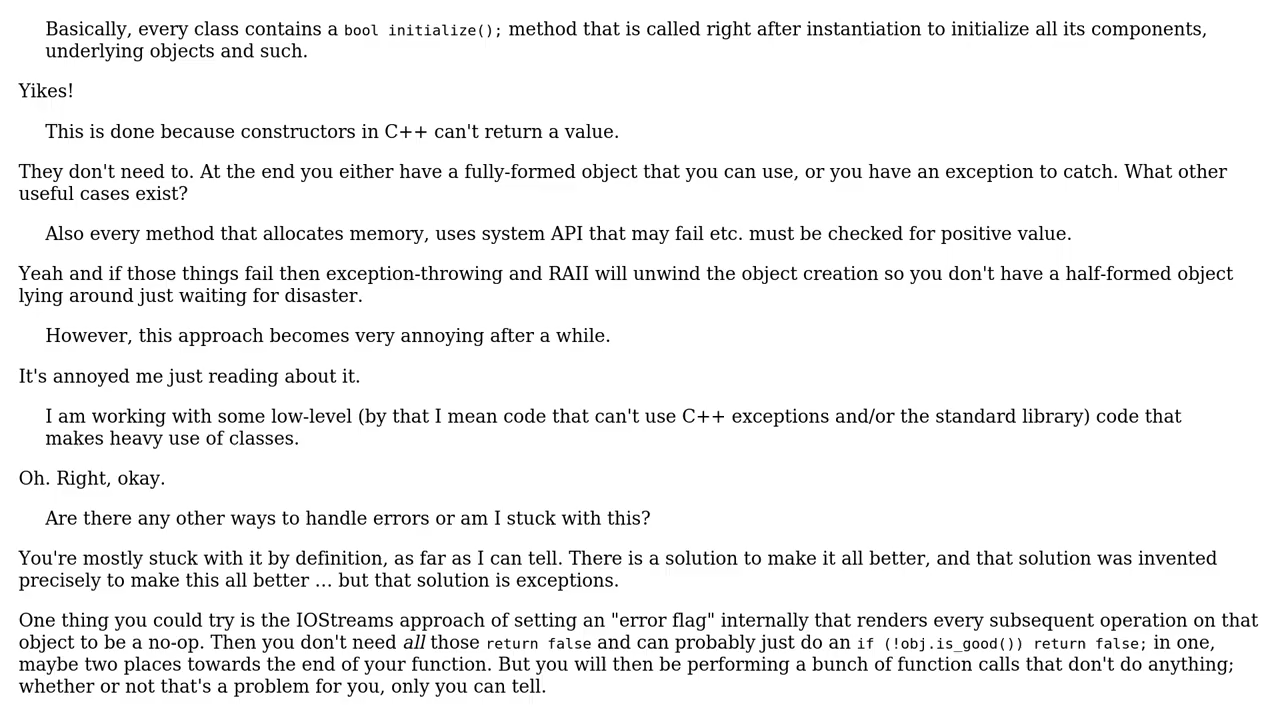 Basically, every class contains a bool initialize(); method that is called right after instantiation to initialize all its components,
underlying objects and such.
Yikes!
This is done because constructors in C++ can't return a value.
They don't need to. At the end you either have a fully-formed object that you can use, or you have an exception to catch. What other
useful cases exist?
Also every method that allocates memory, uses system API that may fail etc. must be checked for positive value.
Yeah and if those things fail then exception-throwing and RAII will unwind the object creation so you don't have a half-formed object
lying around just waiting for disaster.
However, this approach becomes very annoying after a while.
It's annoyed me just reading about it.
I am working with some low-level (by that I mean code that can't use C++ exceptions and/or the standard library) code that
makes heavy use of classes.
Oh. Right, okay.
Are there any other ways to handle errors or am I stuck with this?
You're mostly stuck with it by definition, as far as I can tell. There is a solution to make it all better, and that solution was invented
precisely to make this all better … but that solution is exceptions.
One thing you could try is the IOStreams approach of setting an "error flag" internally that renders every subsequent operation on that
object to be a no-op. Then you don't need all those return false and can probably just do an if (!obj.is_good()) return false; in one,
maybe two places towards the end of your function. But you will then be performing a bunch of function calls that don't do anything;
whether or not that's a problem for you, only you can tell.